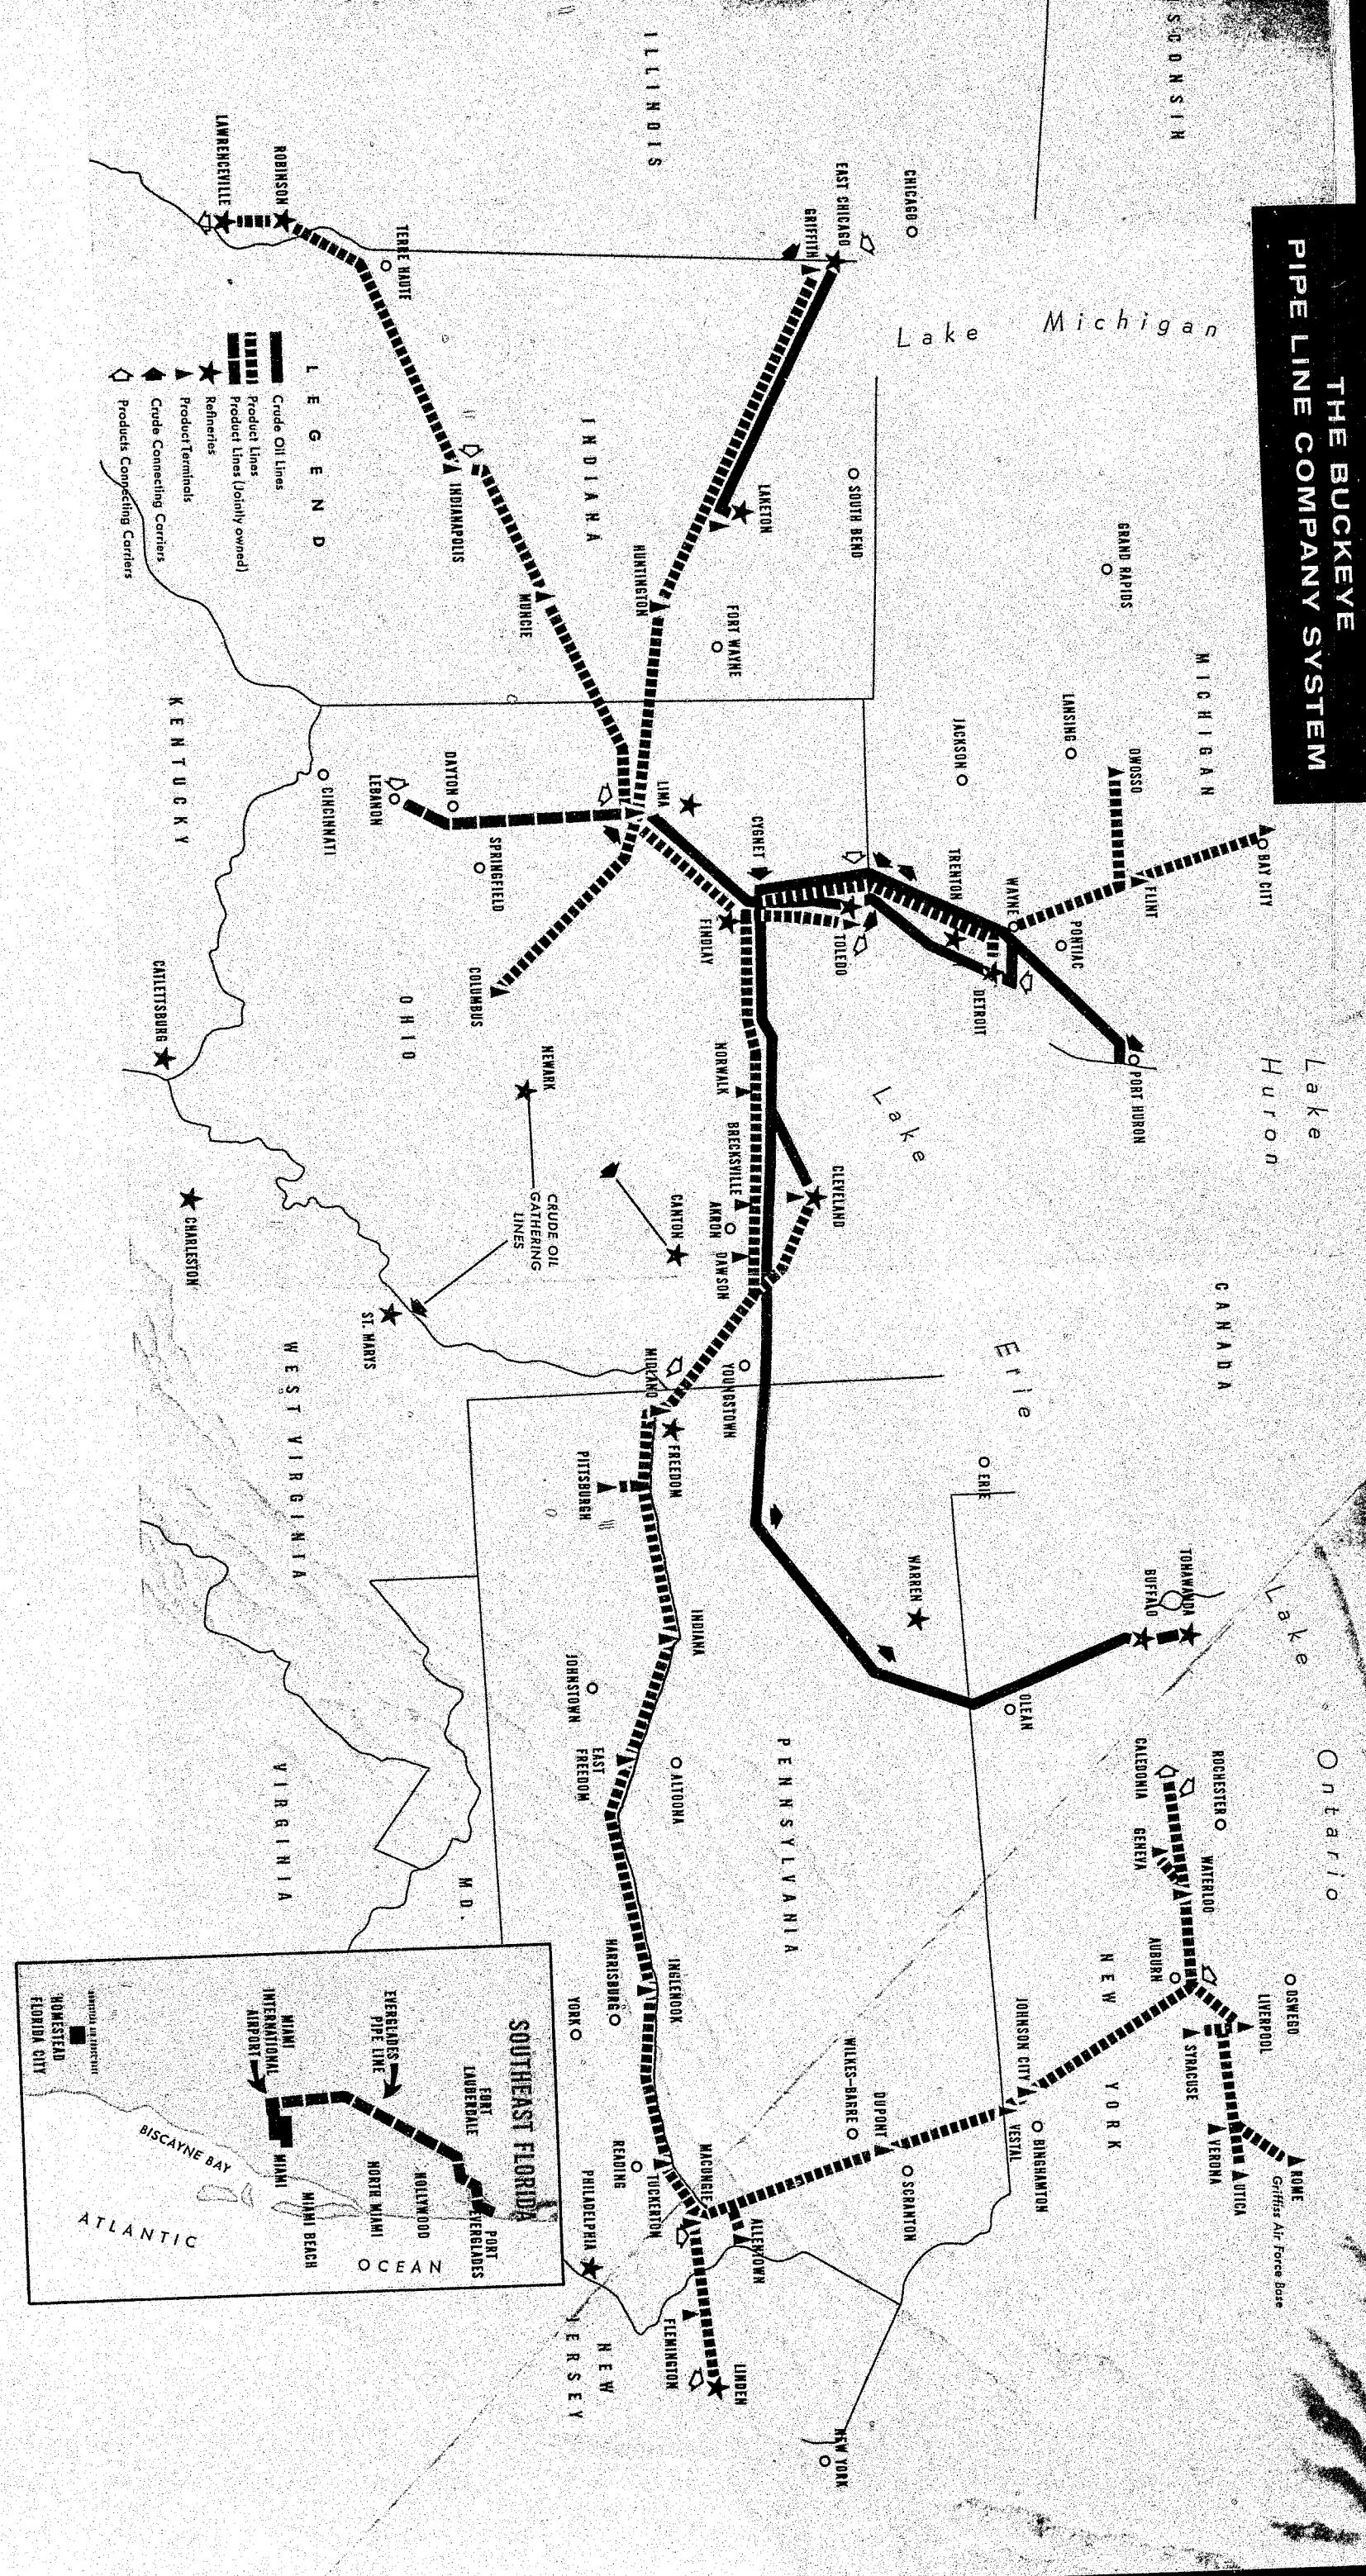 THE BUCKEYE
PIPE LINE COMPANY SYSTEM
SCONSIN
Lake Michigan
MICHIGAN
Lake
Huron
CANADA
Lake Ontario
Lake Erie
ILLINOIS
INDIANA
OHIO
KENTUCKY
WEST VIRGINIA
VIRGINIA
MD.
PENNSYLVANIA
NEW YORK
NEW
JERSEY
BAY CITY
OWOSSO
FLINT
GRAND RAPIDS
LANSING
PONTIAC
PORT HURON
JACKSON
WAYNE
TRENTON
DETROIT
CHICAGO
EAST CHICAGO
GRIFFITH
SOUTH BEND
LAKETON
FORT WAYNE
HUNTINGTON
TOLEDO
CYGNET
FINDLAY
LIMA
ROBINSON
LAWRENCEVILLE
TERRE HAUTE
INDIANAPOLIS
MUNCIE
DAYTON
LEBANON
SPRINGFIELD
CINCINNATI
COLUMBUS
NEWARK
NORWALK
BRECKSVILLE
CLEVELAND
AKRON
CANTON
DAWSON
YOUNGSTOWN
CRUDE OIL
GATHERING
LINES
CATLETTSBURG
CHARLESTON
ST. MARYS
MIDLAND
FREEDOM
PITTSBURGH
INDIANA
JOHNSTOWN
EAST
FREEDOM
ALTOONA
ERIE
WARREN
TONAWANDA
BUFFALO
OLEAN
CALEDONIA
ROCHESTER
GENEVA
WATERLOO
AUBURN
OSWEGO
LIVERPOOL
SYRACUSE
VERONA
UTICA
ROME
Griffis Air Force Base
JOHNSON CITY
VESTAL
BINGHAMTON
WILKES-BARRE
DUPONT
SCRANTON
HARRISBURG
INGLENOOK
YORK
READING
TUCKERTON
MACUNGIE
ALLENTOWN
PHILADELPHIA
FLEMINGTON
LINDEN
NEW YORK
LEGEND
Crude Oil Lines
Product Lines
Product Lines (Jointly owned)
Refineries
Product Terminals
Crude Connecting Carriers
Products Connecting Carriers
SOUTHEAST FLORIDA
FORT
LAUDERDALE
PORT
EVERGLADES
EVERGLADES
PIPE LINE
HOLLYWOOD
NORTH MIAMI
MIAMI
INTERNATIONAL
AIRPORT
MIAMI
MIAMI BEACH
BISCAYNE BAY
HOMESTEAD
FLORIDA CITY
ATLANTIC
OCEAN